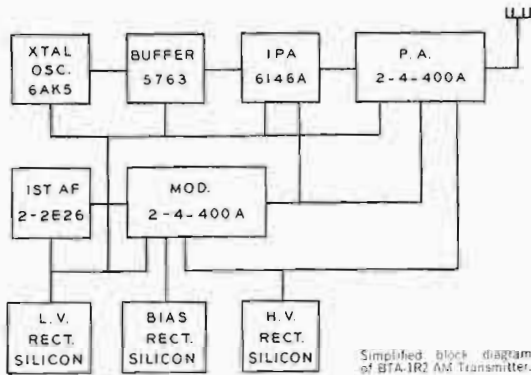 XTAL
OSC.
6AK5
BUFFER
5763
IPA
6146A
P.A.
2-4-400A
IST AF
2-2E26
MOD.
2-4-400A
L.V.
RECT.
SILICON
BIAS
RECT.
SILICON
H.V.
RECT.
SILICON
Simplified block diagram
of BTA-1R2 AM Transmitter.